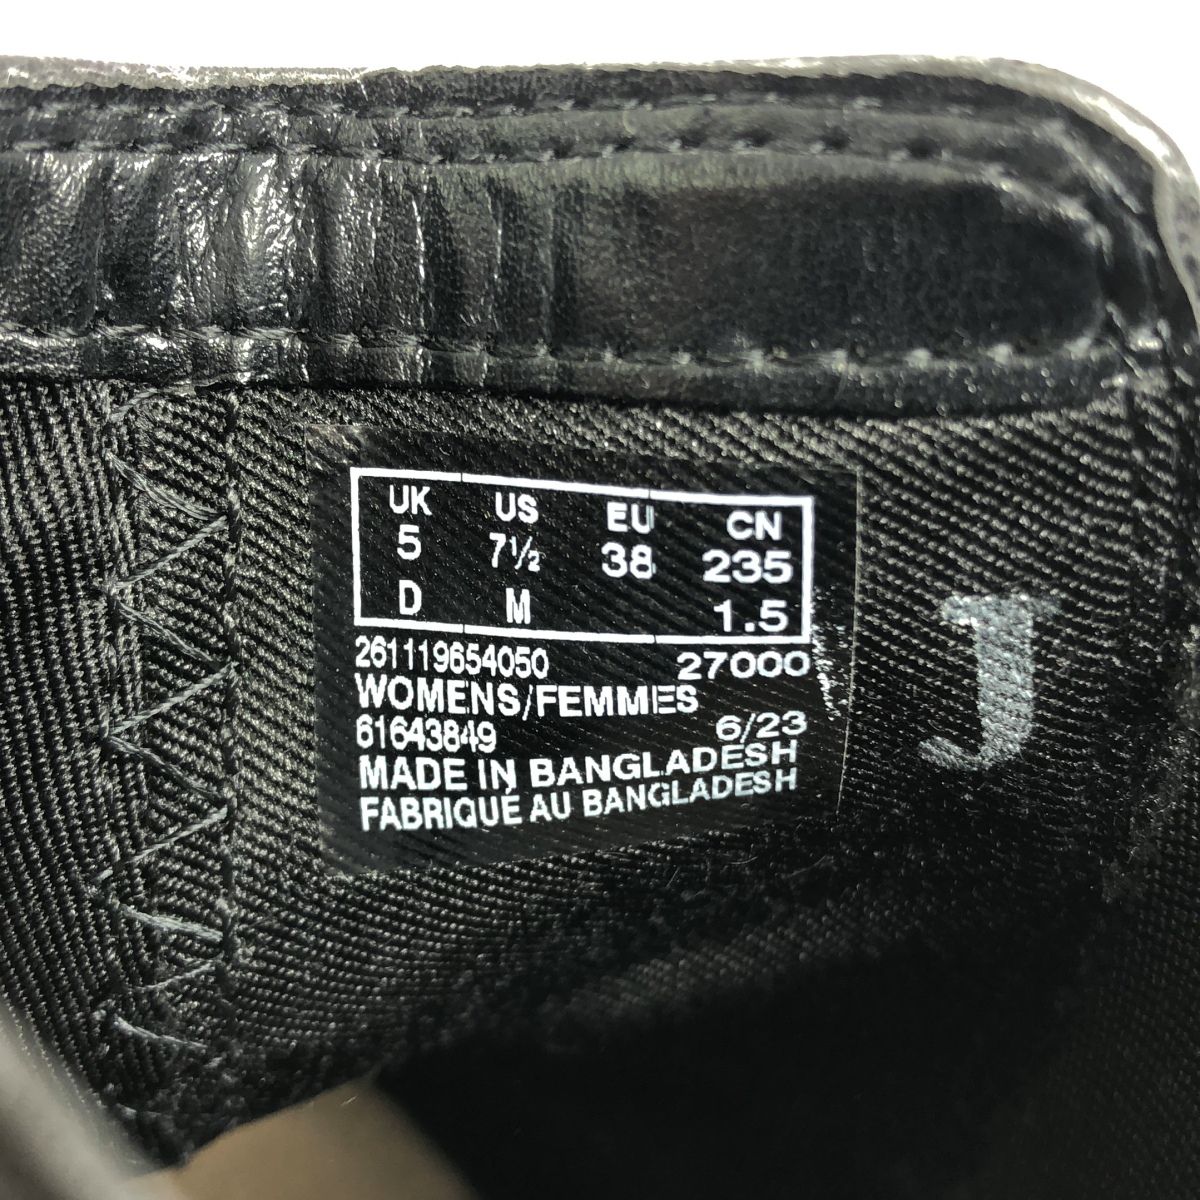 UK US EU CN
5 7½ 38 235
D M 1.5
261119654050 27000
WOMENS/FEMMES
61643849 6/23
MADE IN BANGLADESH
FABRIQUÉ AU BANGLADESH
J